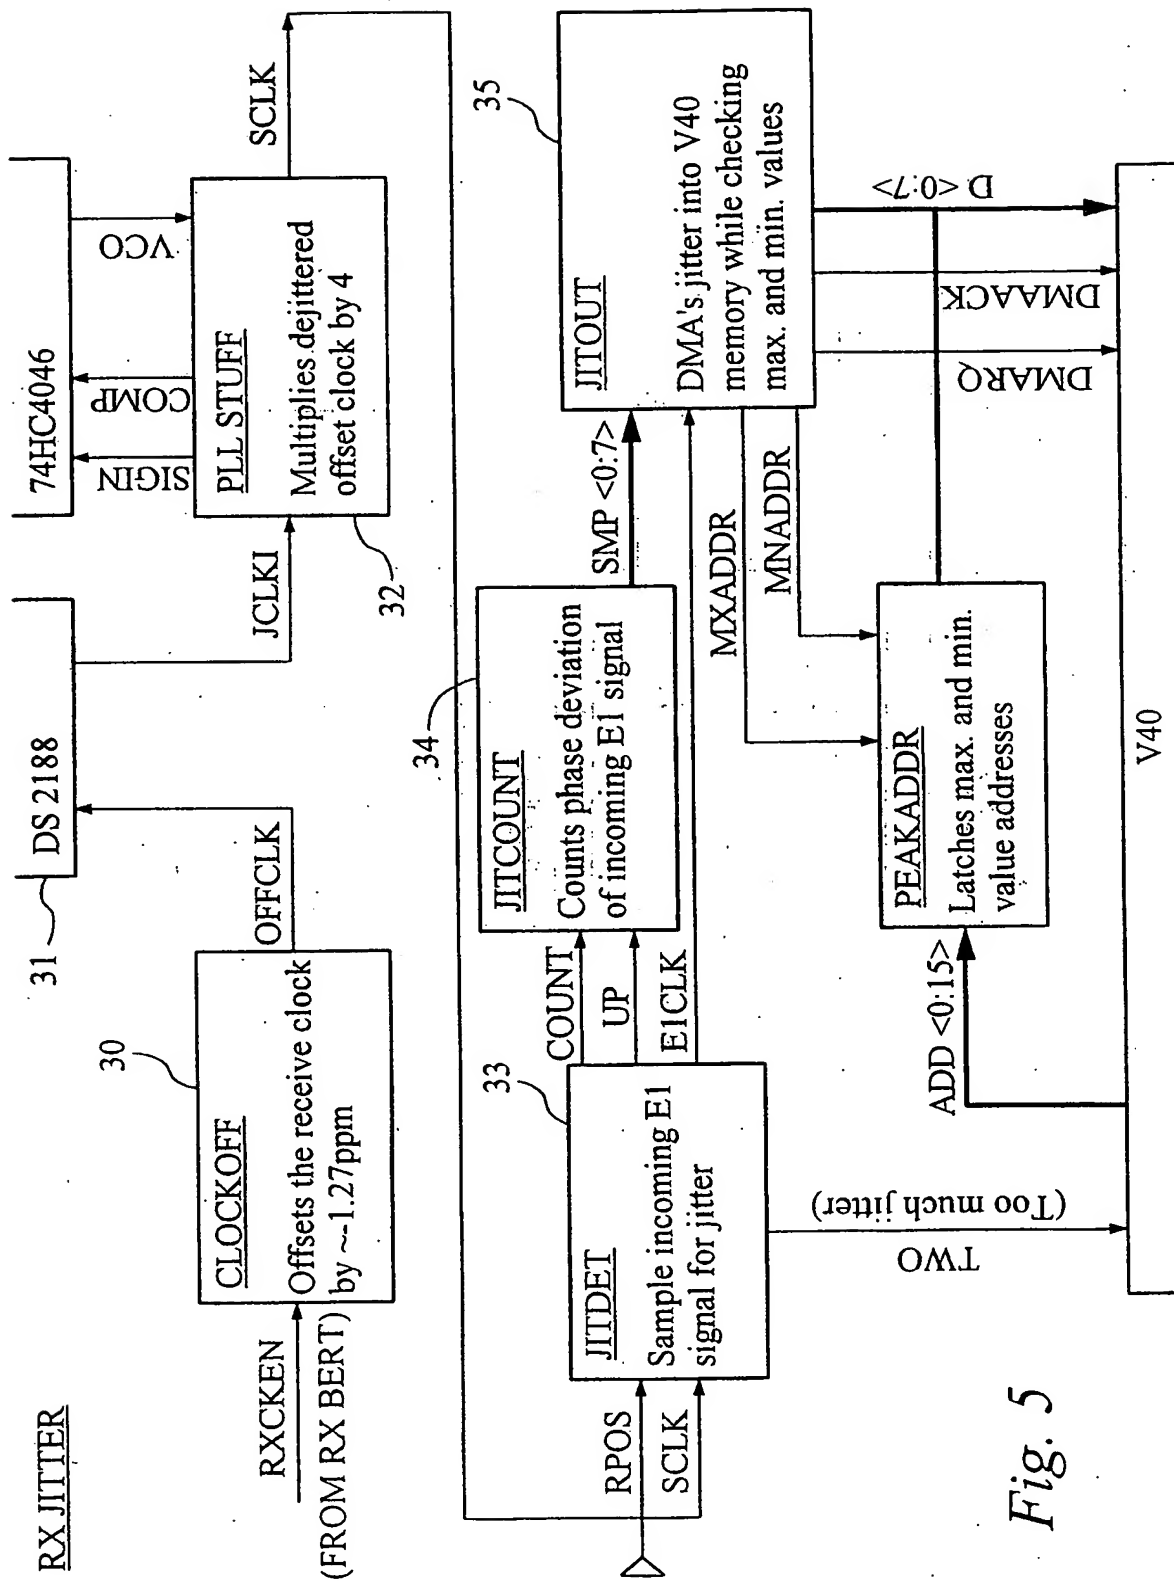 RX JITTER
RXCKEN
(FROM RX BERT)
30
CLOCKOFF
Offsets the receive clock
by ~-1.27ppm
OFFCLK
31
DS 2188
JCLKI
32
PLL STUFF
Multiplies dejittered
offset clock by 4
SIGIN
COMP
VCO
74HC4046
SCLK
RPOS
SCLK
33
JITDET
Sample incoming E1
signal for jitter
COUNT
UP
E1CLK
TWO
(Too much jitter)
34
JITCOUNT
Counts phase deviation
of incoming E1 signal
SMP <0:7>
35
JITOUT
DMA's jitter into V40
memory while checking
max. and min. values
MXADDR
MNADDR
DMARQ
DMAACK
D <0:7>
ADD <0:15>
PEAKADDR
Latches max. and min.
value addresses
V40
Fig. 5